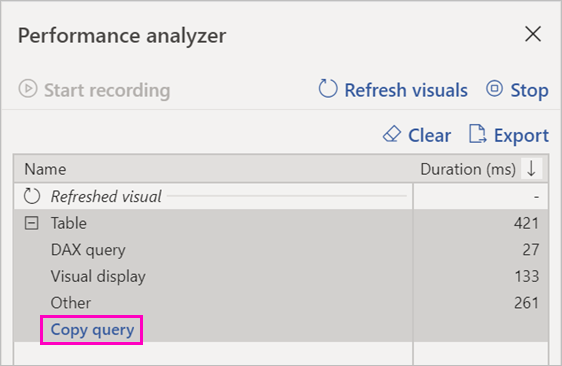 Performance analyzer
Start recording Refresh visuals Stop
Clear Export
Name Duration (ms)
Refreshed visual -
Table 421
DAX query 27
Visual display 133
Other 261
Copy query